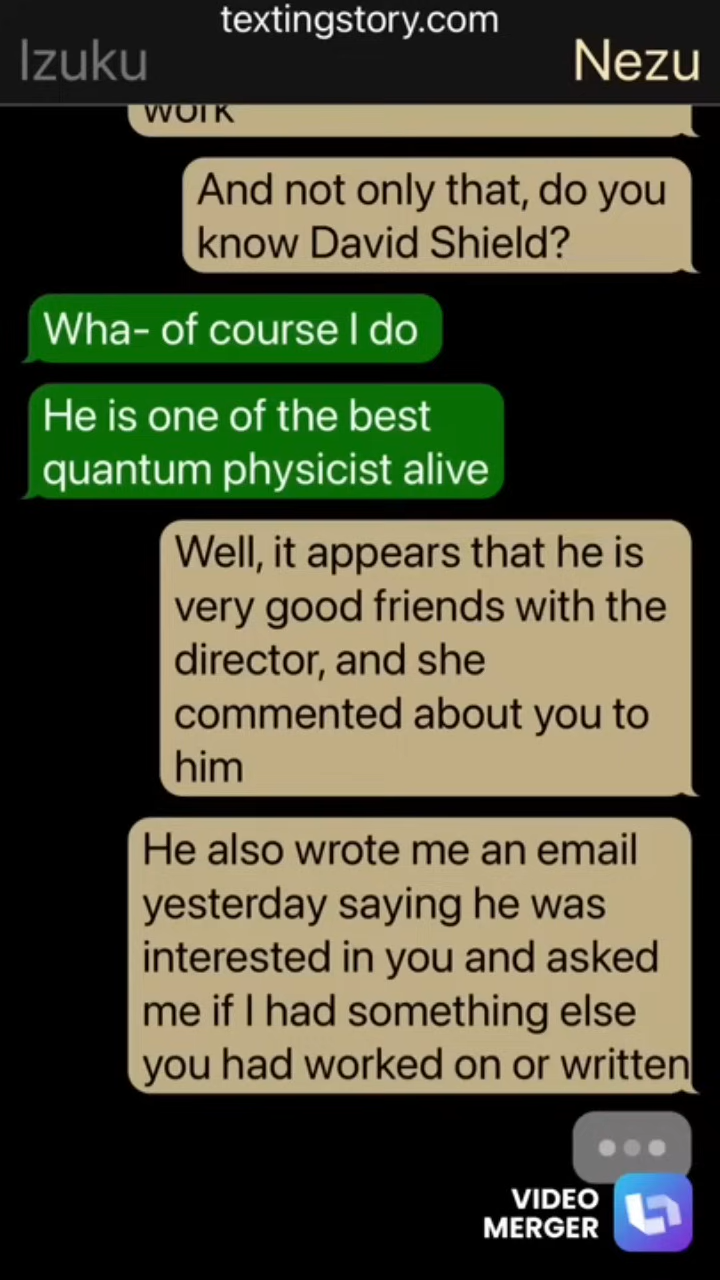 textingstory.com
Izuku
Nezu
work
And not only that, do you
know David Shield?
Wha- of course I do
He is one of the best
quantum physicist alive
Well, it appears that he is
very good friends with the
director, and she
commented about you to
him
He also wrote me an email
yesterday saying he was
interested in you and asked
me if I had something else
you had worked on or written
VIDEO
MERGER